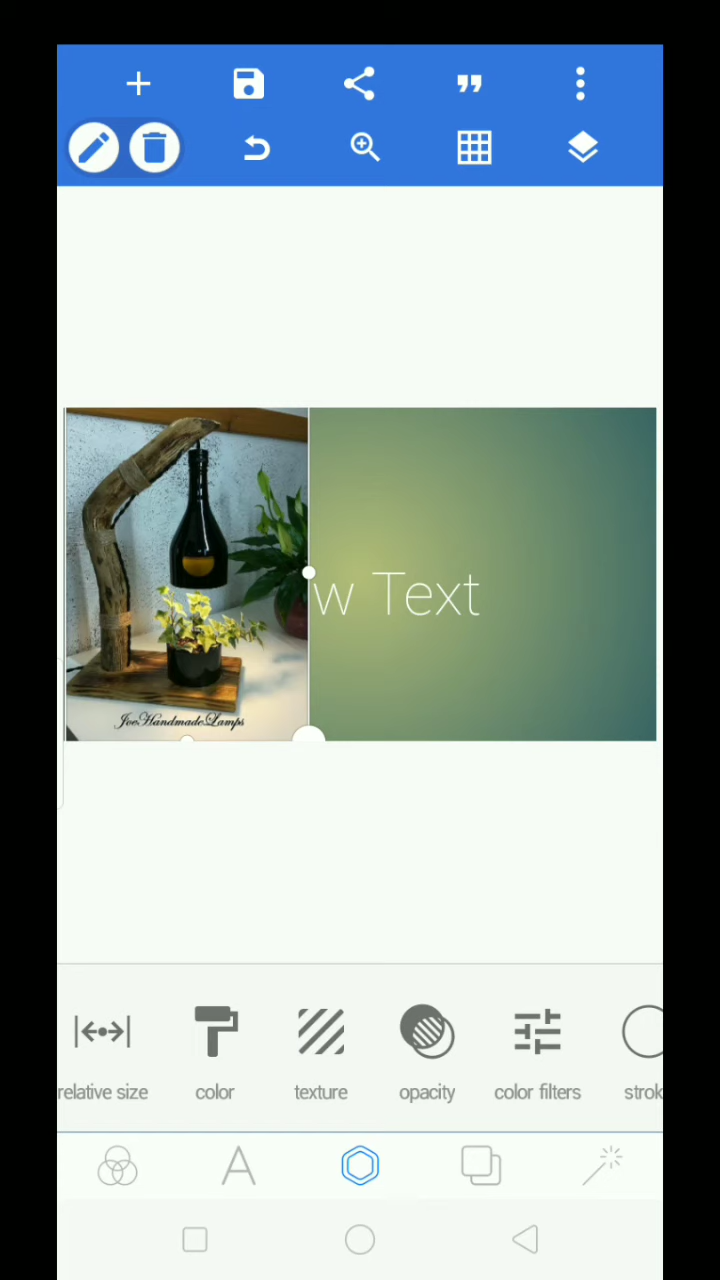 w Text
JoeHandmadeLamps
relative size
color
texture
opacity
color filters
strok